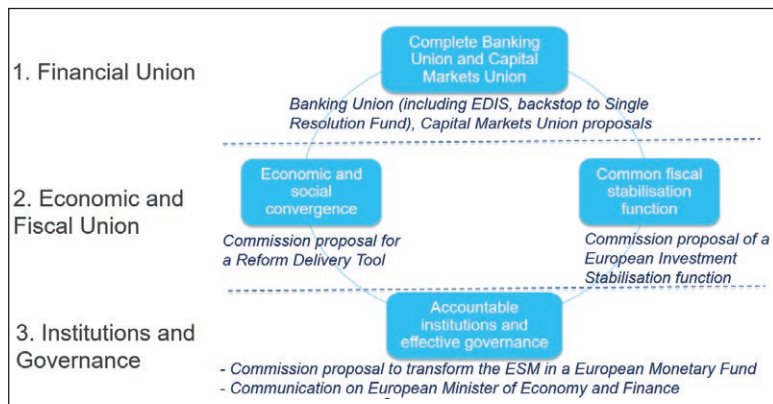 Complete Banking
Union and Capital
Markets Union
1. Financial Union
Banking Union (including EDIS, backstop to Single
Resolution Fund), Capital Markets Union proposals
Economic and
social
convergence
Common fiscal
stabilisation
function
2. Economic and
Fiscal Union
Commission proposal for
a Reform Delivery Tool
Commission proposal of a
European Investment
Stabilisation function
Accountable
institutions and
effective governance
3. Institutions and
Governance
- Commission proposal to transform the ESM in a European Monetary Fund
- Communication on European Minister of Economy and Finance